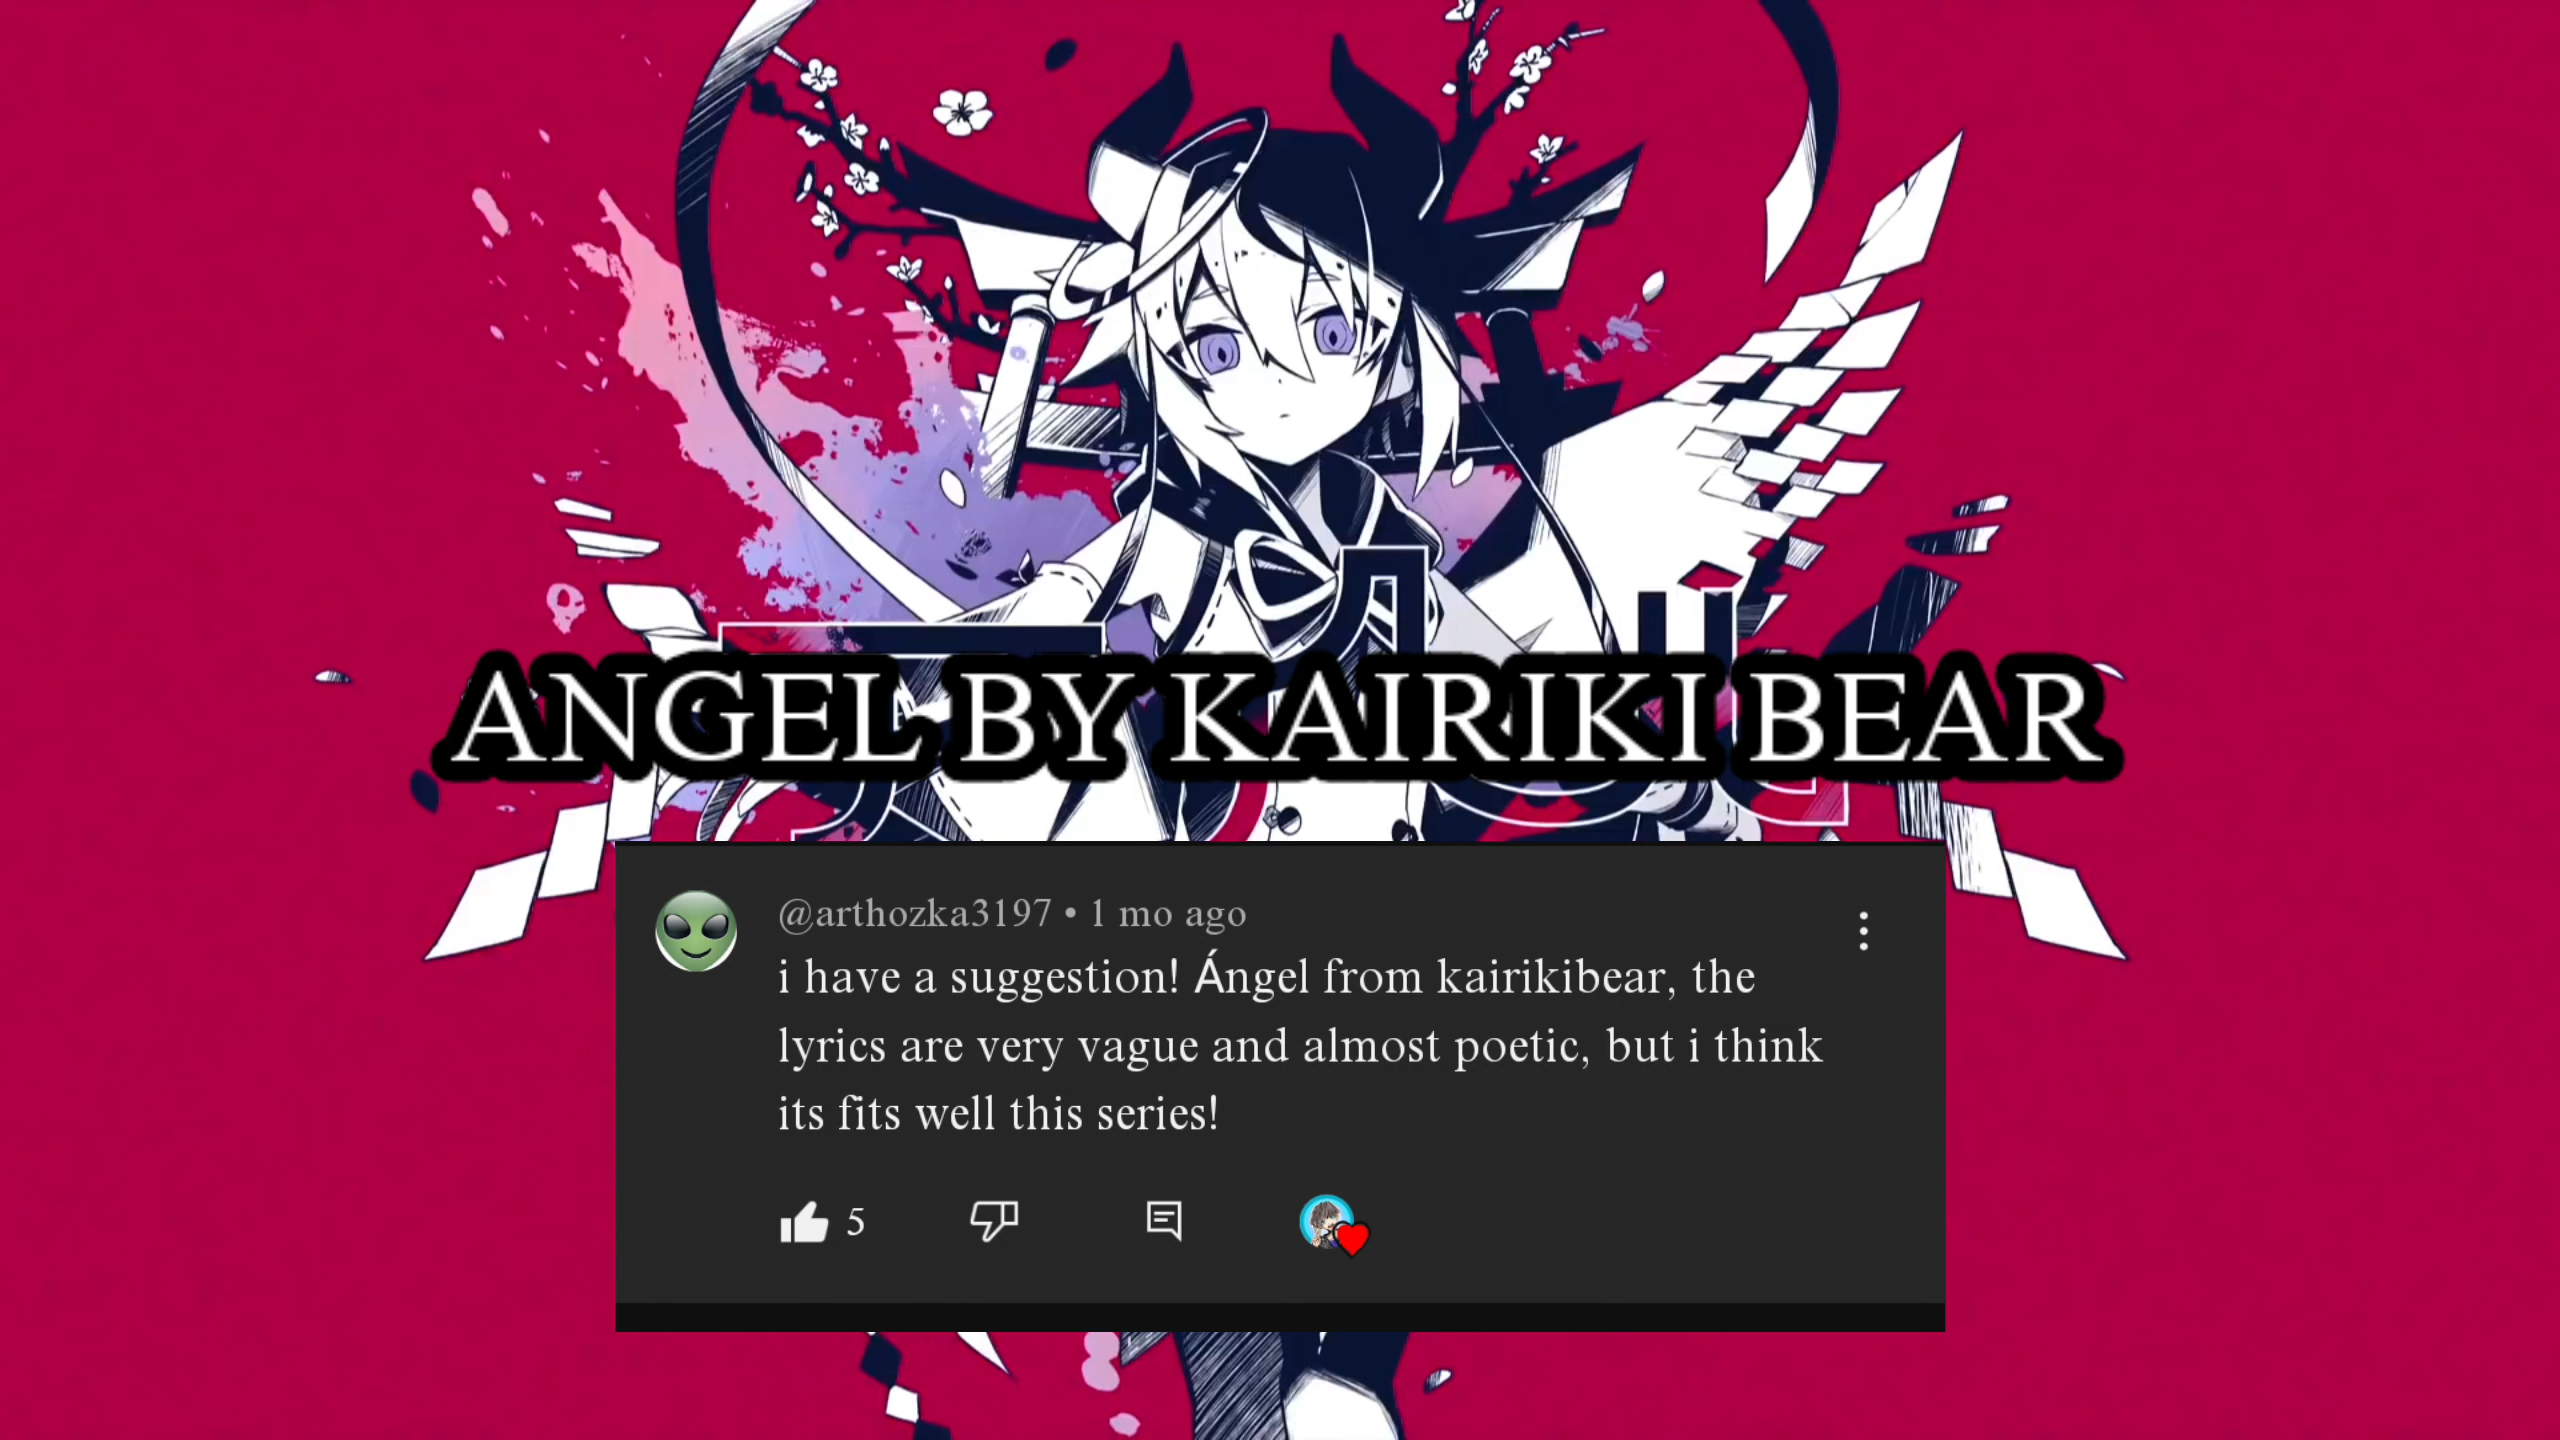 ANGEL BY KAIRIKI BEAR
@arthozka3197 • 1 mo ago
i have a suggestion! Ángel from kairikibear, the
lyrics are very vague and almost poetic, but i think
its fits well this series!
5